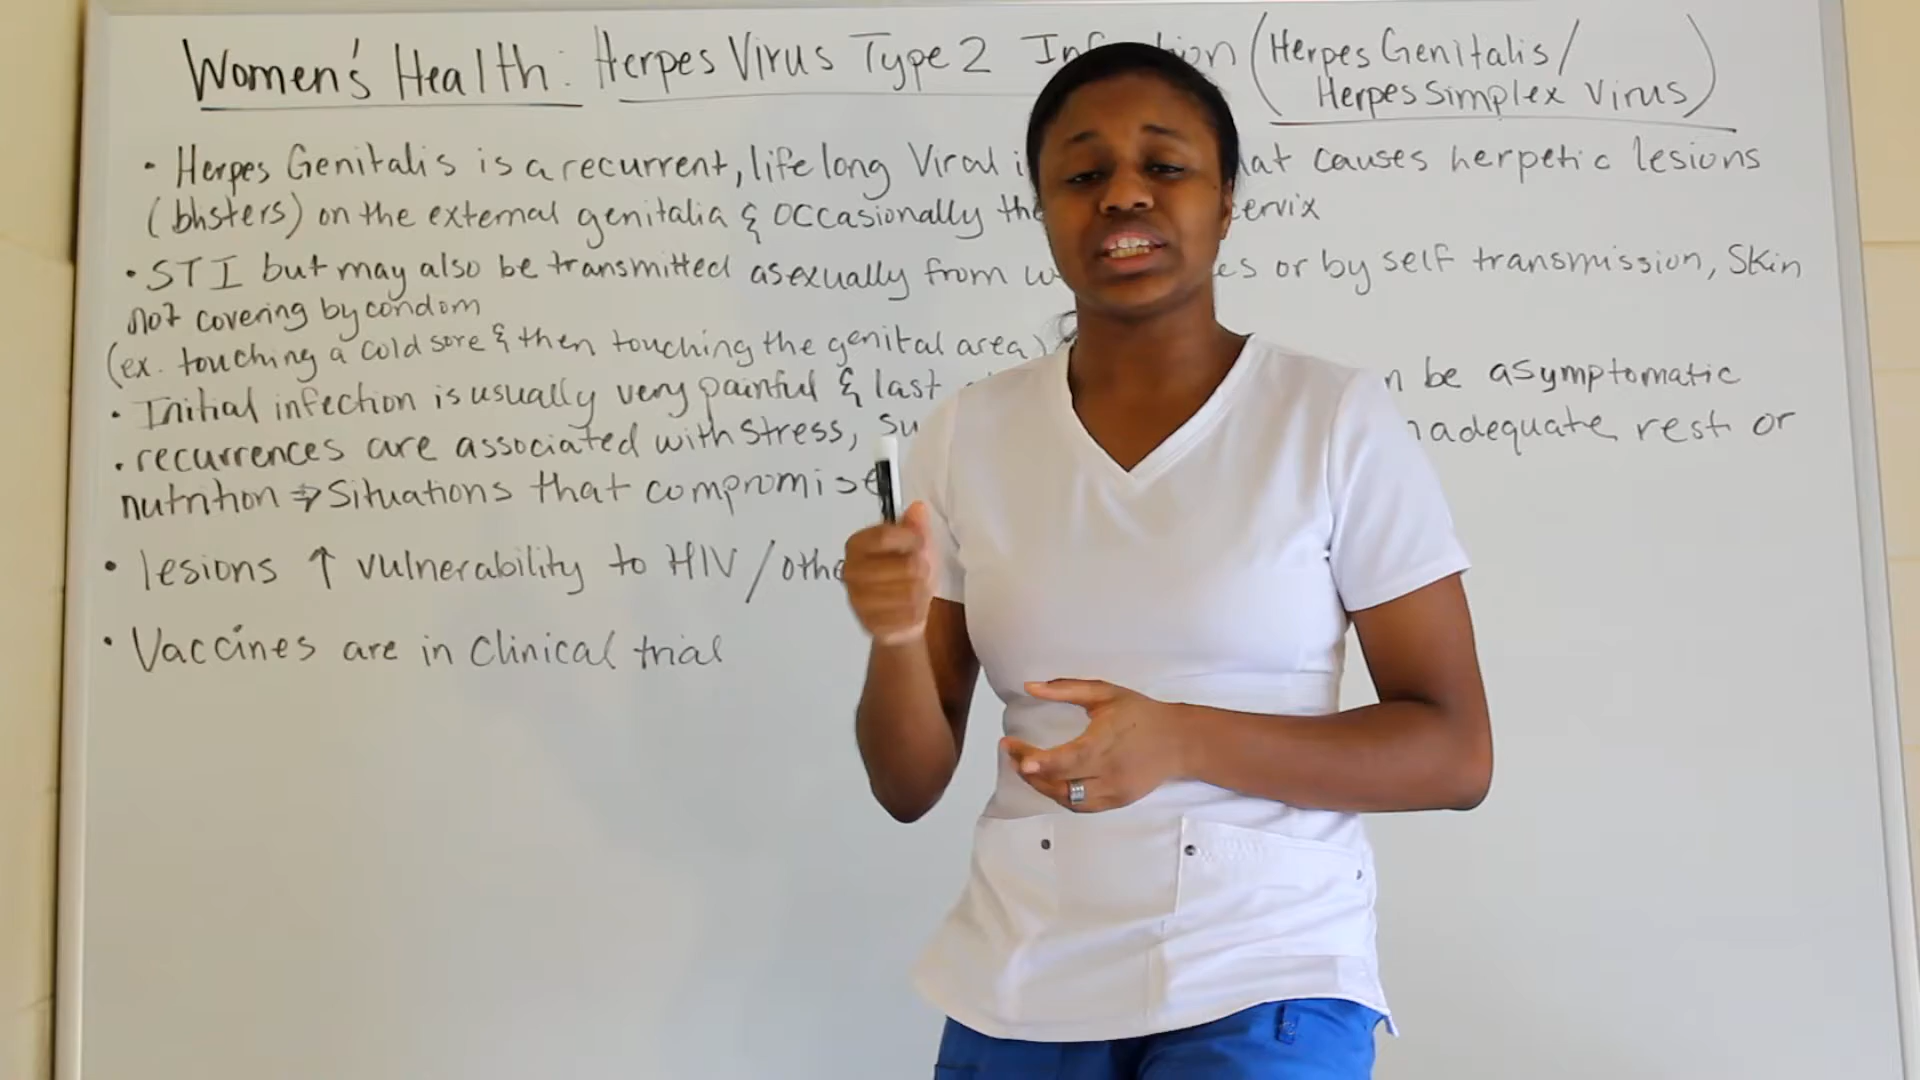 Women's Health: Herpes Virus Type 2 (Herpes Genitalis/
Herpes Simplex Virus)
• Herpes Genitalis is a recurrent, lifelong Viral causes herpetic lesions
(blisters) on the external genitalia & occasionally the
• STI but may also be transmitted asexually from or by self transmission, Skin
not covering by condom
(ex. touching a cold sore & then touching the genital area)
• Initial infection is usually very painful & last be asymptomatic
• recurrences are associated with stress, rest or
nutrition ⇒ Situations that compromise
• lesions ↑ vulnerability to HIV/
• Vaccines are in clinical trial